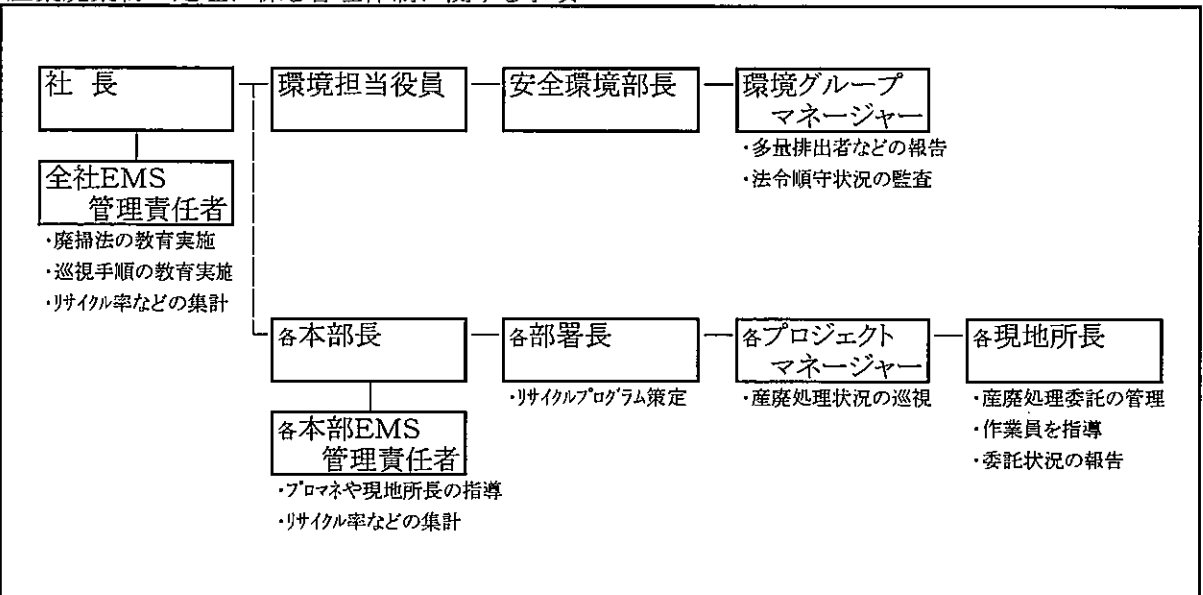 社 長
環境担当役員
安全環境部長
環境グループ
マネージャー
・多量排出者などの報告
・法令順守状況の監査
全社EMS
管理責任者
・廃掃法の教育実施
・巡視手順の教育実施
・リサイクル率などの集計
各本部長
各部署長
・リサイクルプログラム策定
各プロジェクト
マネージャー
・産廃処理状況の巡視
各現地所長
・産廃処理委託の管理
・作業員を指導
・委託状況の報告
各本部EMS
管理責任者
・プロマネや現地所長の指導
・リサイクル率などの集計